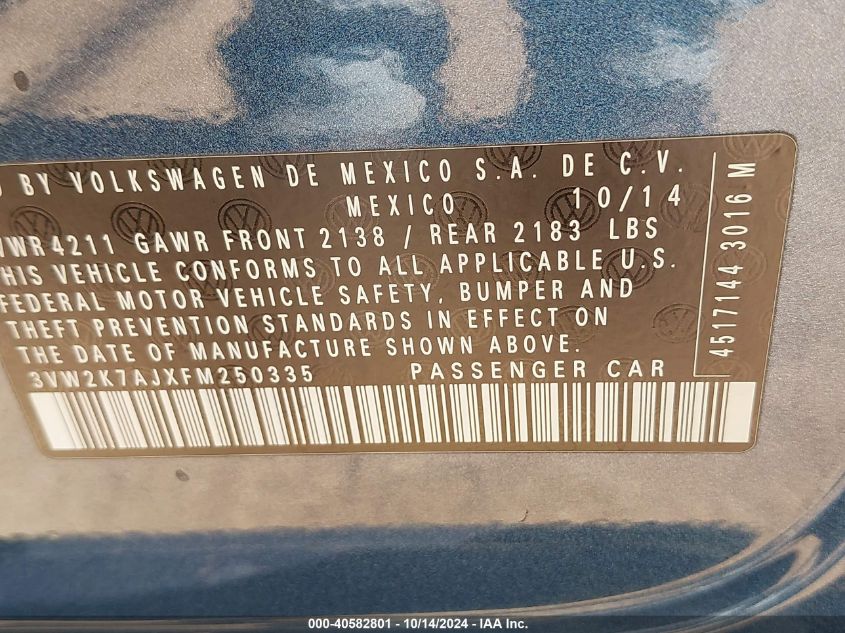 BY VOLKSWAGEN DE MEXICO S.A. DE C.V.
MEXICO 10/14
WR4211 GAWR FRONT 2138 / REAR 2183 LBS
HIS VEHICLE CONFORMS TO ALL APPLICABLE U.S.
FEDERAL MOTOR VEHICLE SAFETY, BUMPER AND
THEFT PREVENTION STANDARDS IN EFFECT ON
THE DATE OF MANUFACTURE SHOWN ABOVE.
3VW2K7AJXFM250335 PASSENGER CAR
4517144 3016 M
000-40582801 - 10/14/2024 - IAAI.com